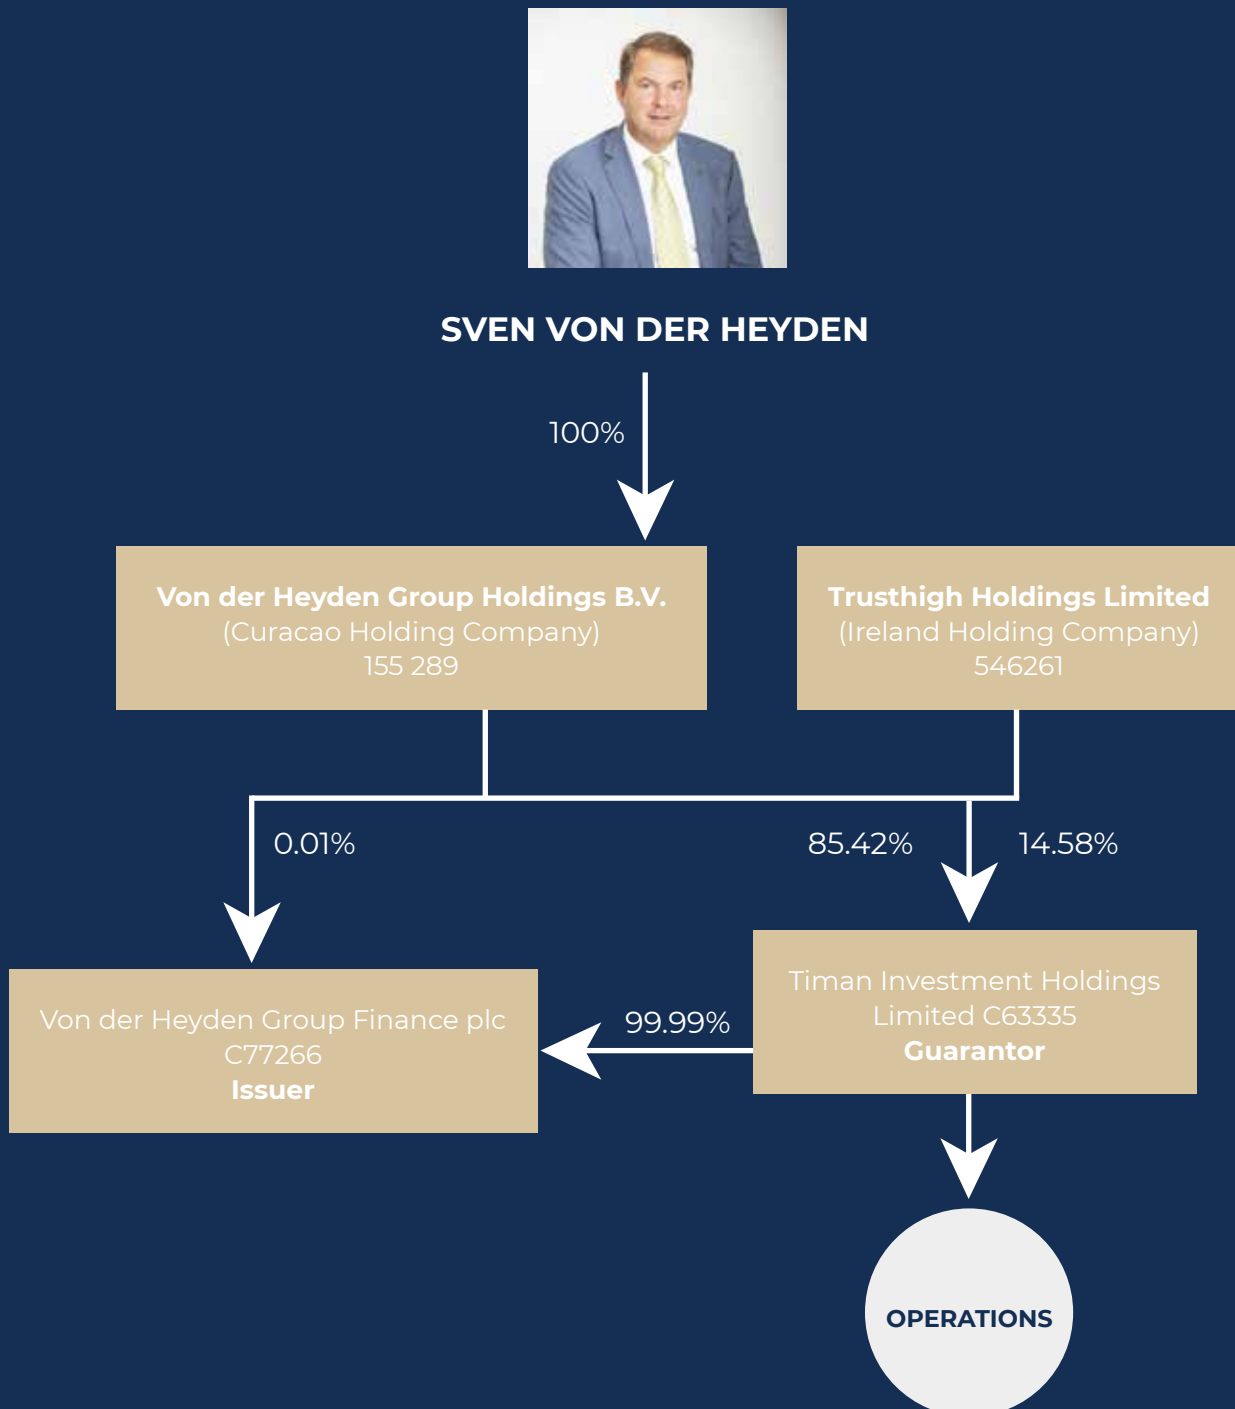 SVEN VON DER HEYDEN
100%
Von der Heyden Group Holdings B.V.
(Curacao Holding Company)
155 289
Trusthigh Holdings Limited
(Ireland Holding Company)
546261
0.01%
85.42%
14.58%
Von der Heyden Group Finance plc
C77266
Issuer
99.99%
Timan Investment Holdings
Limited C63335
Guarantor
OPERATIONS